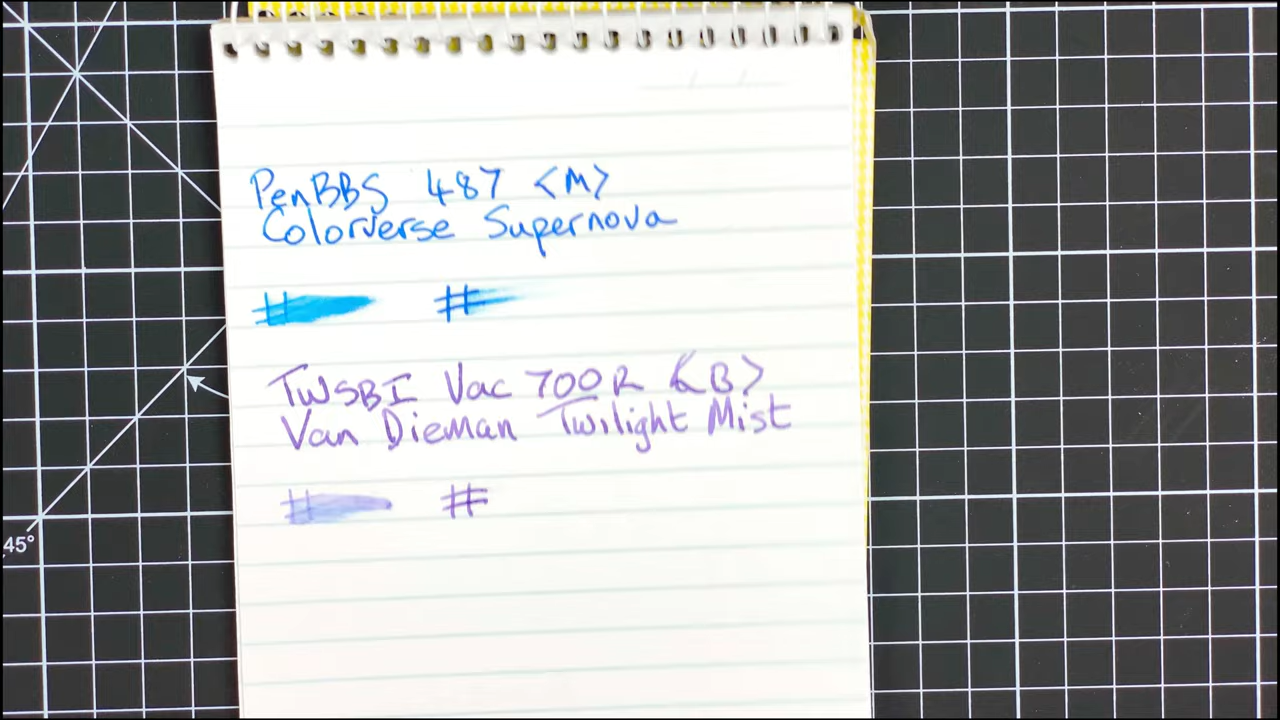 PenBBS 487 <M>
Colorverse Supernova
# #
TWSBI Vac 700R <B>
Van Dieman Twilight Mist
# #
45°